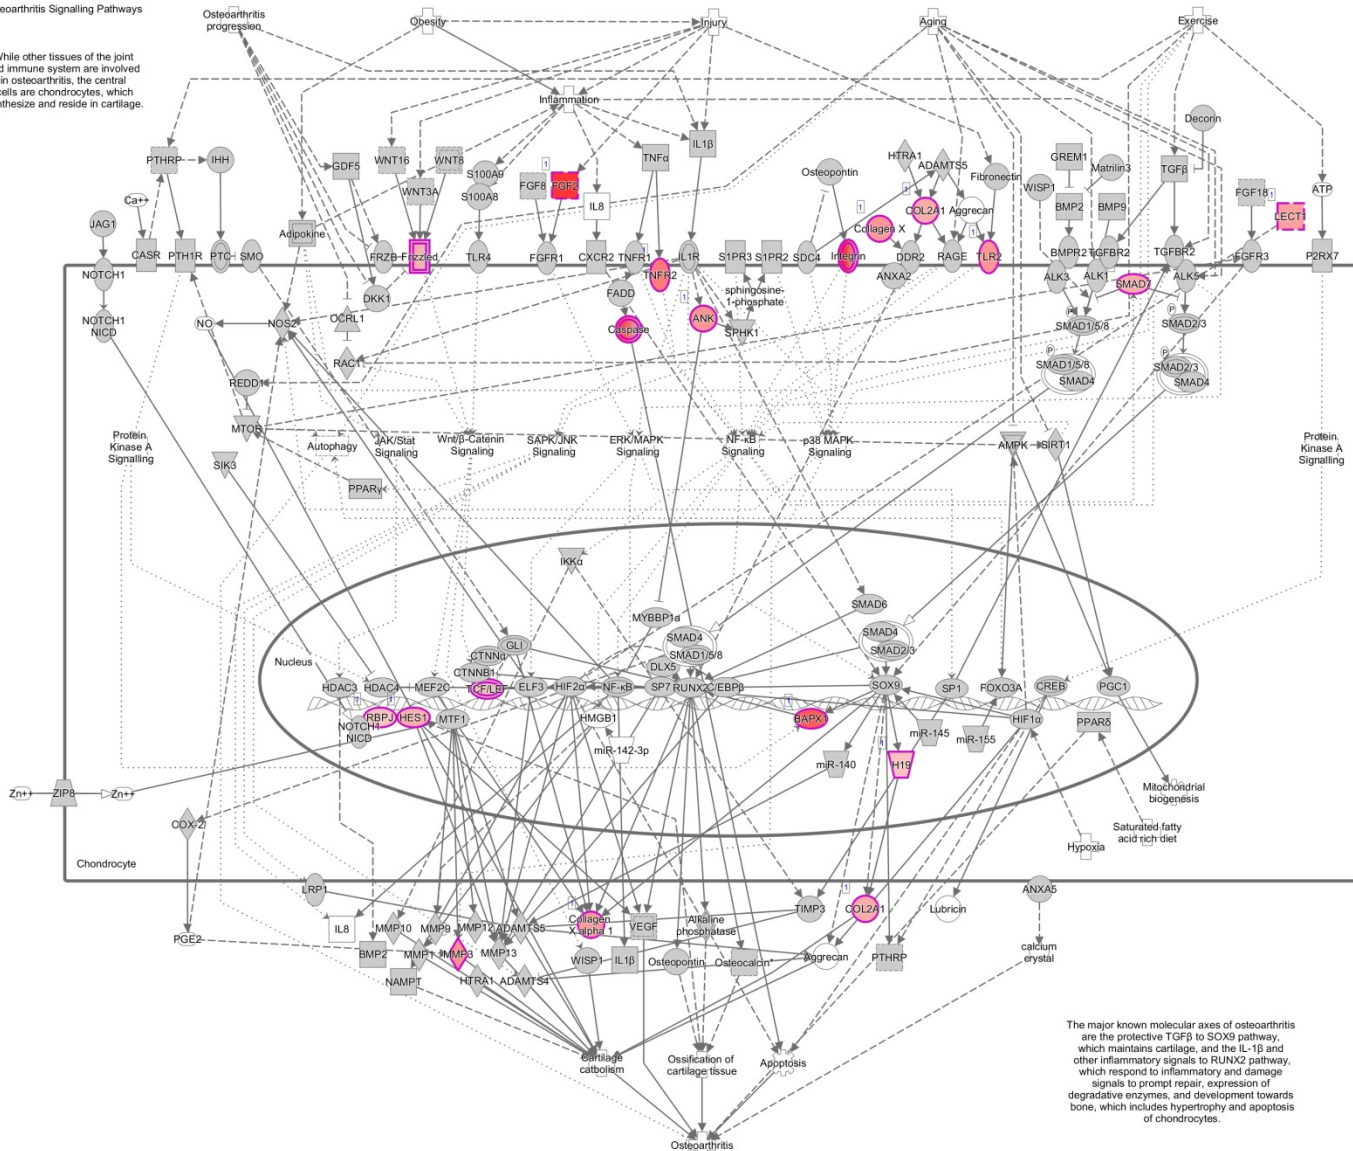 eoarthritis Signalling Pathways
While other tissues of the joint
d immune system are involved
in osteoarthritis, the central
cells are chondrocytes, which
nthesize and reside in cartilage.
Osteoarthritis
progression
Obesity
Injury
Aging
Exercise
Inflammation
IL1β
Decorin
PTHRP
IHH
GDF5
WNT16
WNT8
WNT3A
S100A9
S100A8
FGF8
FGF2
1
TNFα
IL8
Osteopontin
HTRA1
ADAMTS5
Fibronectin
WISP1
GREM1
Matrilin3
BMP2
BMP9
TGFβ
FGF18
1
LECT1
ATP
Ca++
JAG1
Adipokine
1
Collagen X
1
COL2A1
Aggrecan
1
NOTCH1
CASR
PTH1R
PTCH
SMO
FRZB
Frizzled
TLR4
FGFR1
CXCR2
TNFR1
1
TNFR2
IL1R
S1PR3
S1PR2
SDC4
Integrin
DDR2
ANXA2
RAGE
TLR2
BMPR2
TGFBR2
ALK3
ALK1
SMAD7
TGFBR2
ALK5
FGFR3
P2RX7
NOTCH1
NICD
NO
NOS2
OCRL1
DKK1
FADD
Caspase
1
ANK
sphingosine-
1-phosphate
SPHK1
P
SMAD1/5/8
P
SMAD2/3
RAC1
REDD1
P
SMAD1/5/8
SMAD4
P
SMAD2/3
SMAD4
MTOR
Protein
Kinase A
Signalling
SIK3
Autophagy
JAK/Stat
Signaling
Wnt/β-Catenin
Signaling
SAPK/JNK
Signaling
ERK/MAPK
Signaling
NF-κB
Signaling
p38 MAPK
Signaling
AMPK
SIRT1
Protein
Kinase A
Signalling
PPARγ
IKKα
MYBBP1a
SMAD6
Nucleus
GLI
CTNNα
CTNNB1
SMAD4
SMAD1/5/8
DLX5
SMAD4
SMAD2/3
HDAC3
HDAC4
MEF2C
TCF/LEF
ELF3
HIF2α
NF-κB
SP7
RUNX2
C/EBPβ
SOX9
SP1
FOXO3A
CREB
PGC1
1
RBPJ
1
HES1
NOTCH1
NICD
MTF1
HMGB1
miR-142-3p
1
BAPX1
miR-140
1
H19
miR-145
miR-155
HIF1α
PPARδ
Zn++
ZIP8
Zn++
COX-2
Mitochondrial
biogenesis
Saturated fatty
acid rich diet
Hypoxia
Chondrocyte
LRP1
ANXA5
IL8
MMP10
MMP9
MMP12
ADAMTS5
1
Collagen
X alpha 1
VEGF
Alkaline
phosphatase
TIMP3
1
COL2A1
Lubricin
PGE2
BMP2
MMP1
MMP3
MMP13
WISP1
IL1β
Osteopontin
Osteocalcin*
Aggrecan
PTHRP
calcium
crystal
NAMPT
HTRA1
ADAMTS4
Cartilage
catbolism
Ossification of
cartilage tissue
Apoptosis
Osteoarthritis
The major known molecular axes of osteoarthritis
are the protective TGFβ to SOX9 pathway,
which maintains cartilage, and the IL-1β and
other inflammatory signals to RUNX2 pathway,
which respond to inflammatory and damage
signals to prompt repair, expression of
degradative enzymes, and development towards
bone, which includes hypertrophy and apoptosis
of chondrocytes.